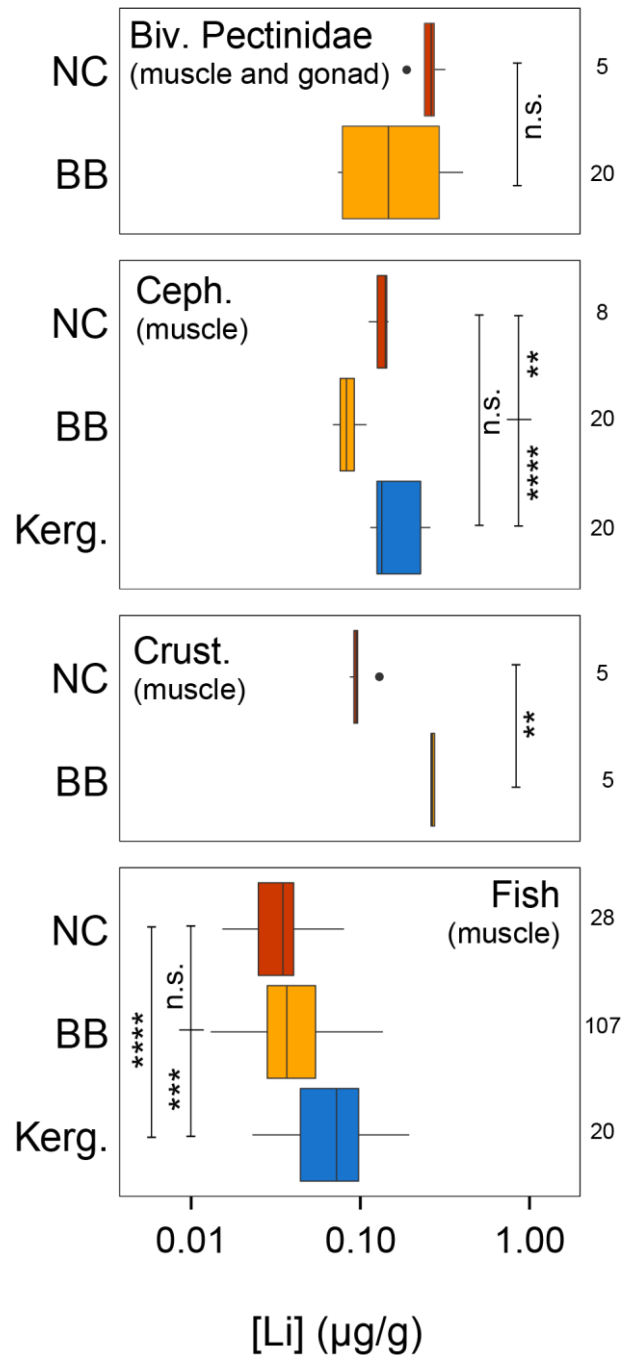 Biv. Pectinidae
(muscle and gonad)
NC
5
n.s.
BB
20
Ceph.
(muscle)
NC
8
**
n.s.
BB
20
****
Kerg.
20
Crust.
(muscle)
NC
5
**
BB
5
Fish
(muscle)
NC
28
n.s.
****
BB
107
***
Kerg.
20
0.01 0.10 1.00
[Li] (µg/g)